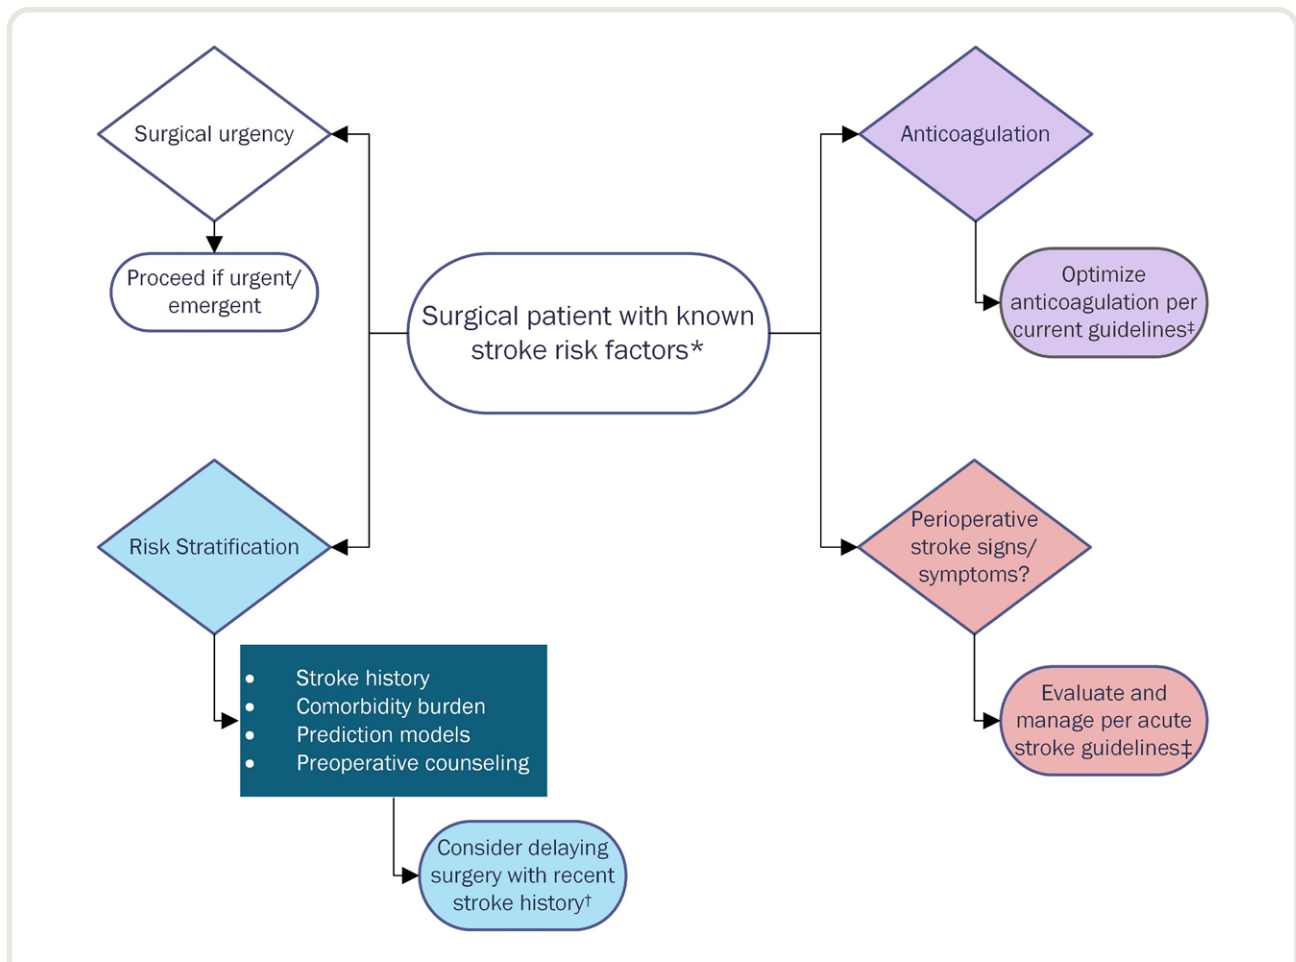 Surgical urgency
Proceed if urgent/
emergent
Surgical patient with known
stroke risk factors*
Anticoagulation
Optimize
anticoagulation per
current guidelines‡
Risk Stratification
• Stroke history
• Comorbidity burden
• Prediction models
• Preoperative counseling
Consider delaying
surgery with recent
stroke history†
Perioperative
stroke signs/
symptoms?
Evaluate and
manage per acute
stroke guidelines‡